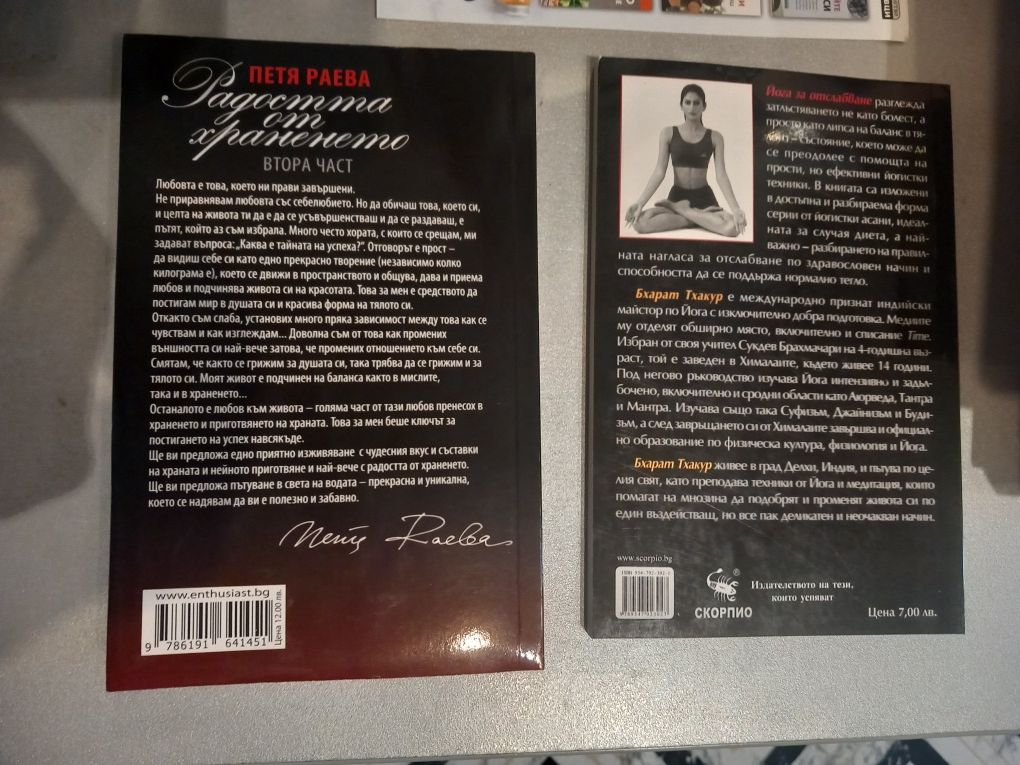 ПЕТЯ РАЕВА
Радостта
от
храненето
ВТОРА ЧАСТ
Любовта е това, което ни прави завършени.
Не приравнявам любовта със себелюбието. Но да обичаш това, което си,
и целта на живота ти да е да се усъвършенстваш и да се раздаваш, е
пътят, който аз съм избрала. Много често хората, с които се срещам, ми
задават въпроса: „Каква е тайната на успеха?“. Отговорът е прост –
да видиш себе си като едно прекрасно творение (независимо колко
килограма е), което се движи в пространството и общува, дава и приема
любов и подчинява живота си на красотата. Това за мен е средството да
постигам мир в душата си и красива форма на тялото си.
Откакто съм слаба, установих много пряка зависимост между това как се
чувствам и как изглеждам... Доволна съм от това как промених
външността си най-вече затова, че промених отношението към себе си.
Смятам, че както се грижим за душата си, така трябва да се грижим и за
тялото си. Моят живот е подчинен на баланса както в мислите,
така и в храненето...
Останалото е любов към живота – голяма част от тази любов пренесох в
храненето и приготвянето на храната. Това за мен беше ключът за
постигането на успех навсякъде.
Ще ви предложа едно приятно изживяване с чудесния вкус и съставки
на храната и нейното приготвяне и най-вече с радостта от храненето.
Ще ви предложа пътуване в света на водата – прекрасна и уникална,
което се надявам да ви е полезно и забавно.
Петя Раева
www.enthusiast.bg
9 786191 641451
Цена 12.00 лв.
Йога за отслабване разглежда
затлъстяването не като болест, а
просто като липса на баланс в тя-
лото – състояние, което може да
се преодолее с помощта на
прости, но ефективни йогистки
техники. В книгата са изложени
в достъпна и разбираема форма
серии от йогистки асани, идеал-
ната за случая диета, а най-
важно – разбирането на правил-
ната нагласа за отслабване по здравословен начин и
способността да се поддържа нормално тегло.
Бхарат Тхакур е международно признат индийски
майстор по Йога с изключително добра подготовка. Медиите
му отделят обширно място, включително и списание Time.
Избран от своя учител Сукдев Брахмачари на 4-годишна въз-
раст, той е заведен в Хималаите, където живее 14 години.
Под негово ръководство изучава Йога интензивно и задъл-
бочено, включително и сродни области като Аюрведа, Тантра
и Мантра. Изучава също така Суфизъм, Джайнизъм и Буди-
зъм, а след завръщането си от Хималаите завършва и официал-
но образование по физическа култура, физиология и Йога.
Бхарат Тхакур живее в град Делхи, Индия, и пътува по це-
лия свят, като преподава техники от Йога и медитация, които
помагат на мнозина да подобрят и променят живота си по
един въздействащ, но все пак деликатен и неочакван начин.
www.scorpio.bg
СКОРПИО
®
Издателството на тези,
които успяват
Цена 7,00 лв.